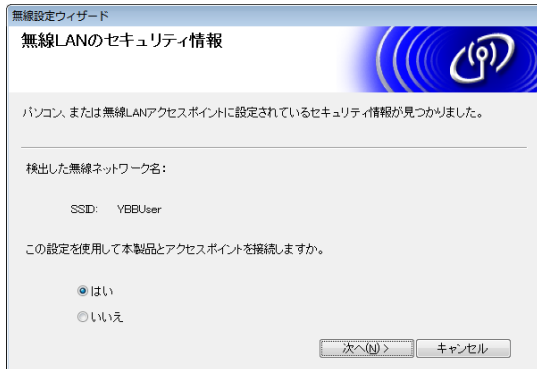 無線設定ウィザード
無線LANのセキュリティ情報
パソコン、または無線LANアクセスポイントに設定されているセキュリティ情報が見つかりました。
検出した無線ネットワーク名：
SSID: YBBUser
この設定を使用して本製品とアクセスポイントを接続しますか。
はい
いいえ
次へ(N) > キャンセル